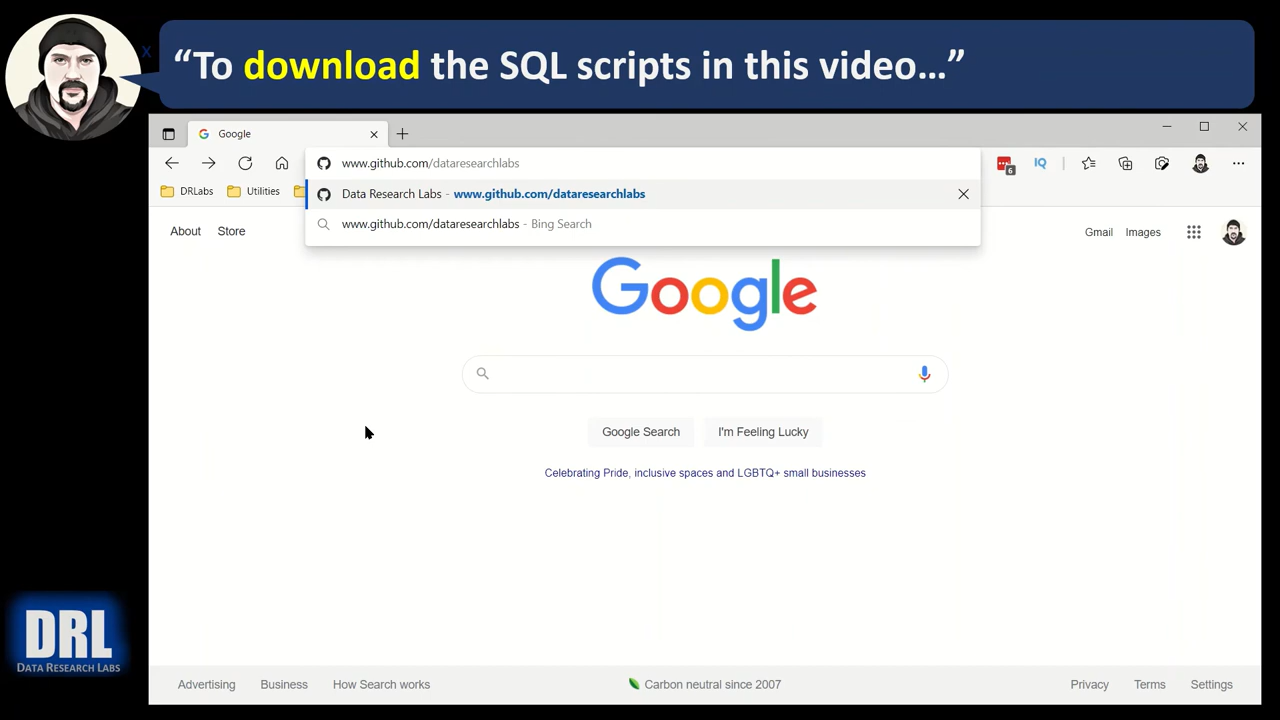 “To download the SQL scripts in this video…”
x
Google
www.github.com/dataresearchlabs
6
IQ
DRLabs
Utilities
Data Research Labs - www.github.com/dataresearchlabs
www.github.com/dataresearchlabs - Bing Search
About Store
Gmail Images
Google
Google Search I'm Feeling Lucky
Celebrating Pride, inclusive spaces and LGBTQ+ small businesses
DRL
DATA RESEARCH LABS
Advertising Business How Search works Carbon neutral since 2007 Privacy Terms Settings